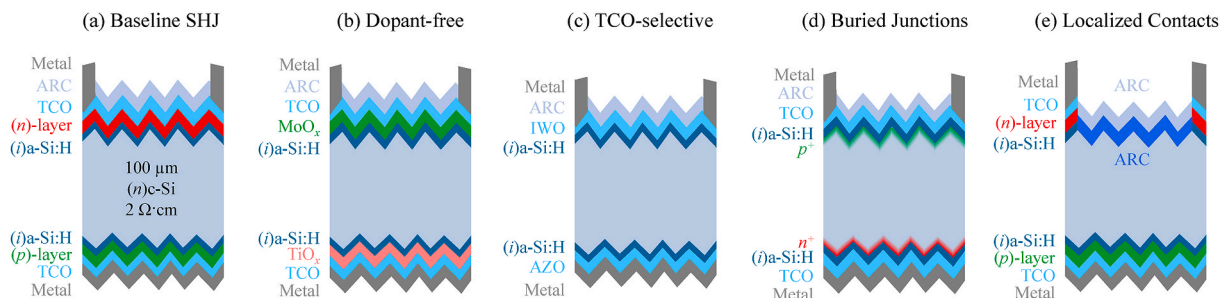 (a) Baseline SHJ
Metal
ARC
TCO
(n)-layer
(i)a-Si:H
100 µm
(n)c-Si
2 Ω·cm
(i)a-Si:H
(p)-layer
TCO
Metal
(b) Dopant-free
Metal
ARC
TCO
MoOₓ
(i)a-Si:H
(i)a-Si:H
TiOₓ
TCO
Metal
(c) TCO-selective
Metal
ARC
IWO
(i)a-Si:H
(i)a-Si:H
AZO
Metal
(d) Buried Junctions
Metal
ARC
TCO
(i)a-Si:H
p⁺
n⁺
(i)a-Si:H
TCO
Metal
(e) Localized Contacts
Metal
ARC
TCO
(n)-layer
(i)a-Si:H
ARC
(i)a-Si:H
(p)-layer
TCO
Metal